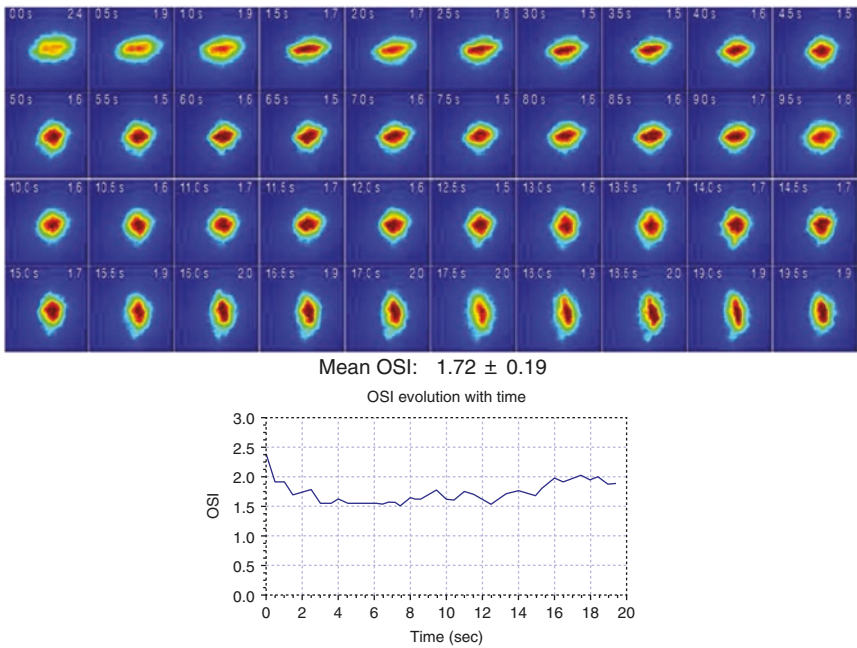 0.0 s 2.4 0.5 s 1.9 1.0 s 1.9 1.5 s 1.7 2.0 s 1.7 2.5 s 1.8 3.0 s 1.5 3.5 s 1.5 4.0 s 1.6 4.5 s 1.5
5.0 s 1.6 5.5 s 1.5 6.0 s 1.6 6.5 s 1.5 7.0 s 1.6 7.5 s 1.5 8.0 s 1.6 8.5 s 1.6 9.0 s 1.7 9.5 s 1.8
10.0 s 1.6 10.5 s 1.6 11.0 s 1.7 11.5 s 1.7 12.0 s 1.6 12.5 s 1.5 13.0 s 1.6 13.5 s 1.7 14.0 s 1.7 14.5 s 1.7
15.0 s 1.7 15.5 s 1.9 16.0 s 2.0 16.5 s 1.9 17.0 s 2.0 17.5 s 2.0 18.0 s 1.9 18.5 s 2.0 19.0 s 1.9 19.5 s 1.9
Mean OSI: 1.72 ± 0.19
OSI evolution with time
3.0
2.5
2.0
1.5
1.0
0.5
0.0
OSI
0 2 4 6 8 10 12 14 16 18 20
Time (sec)